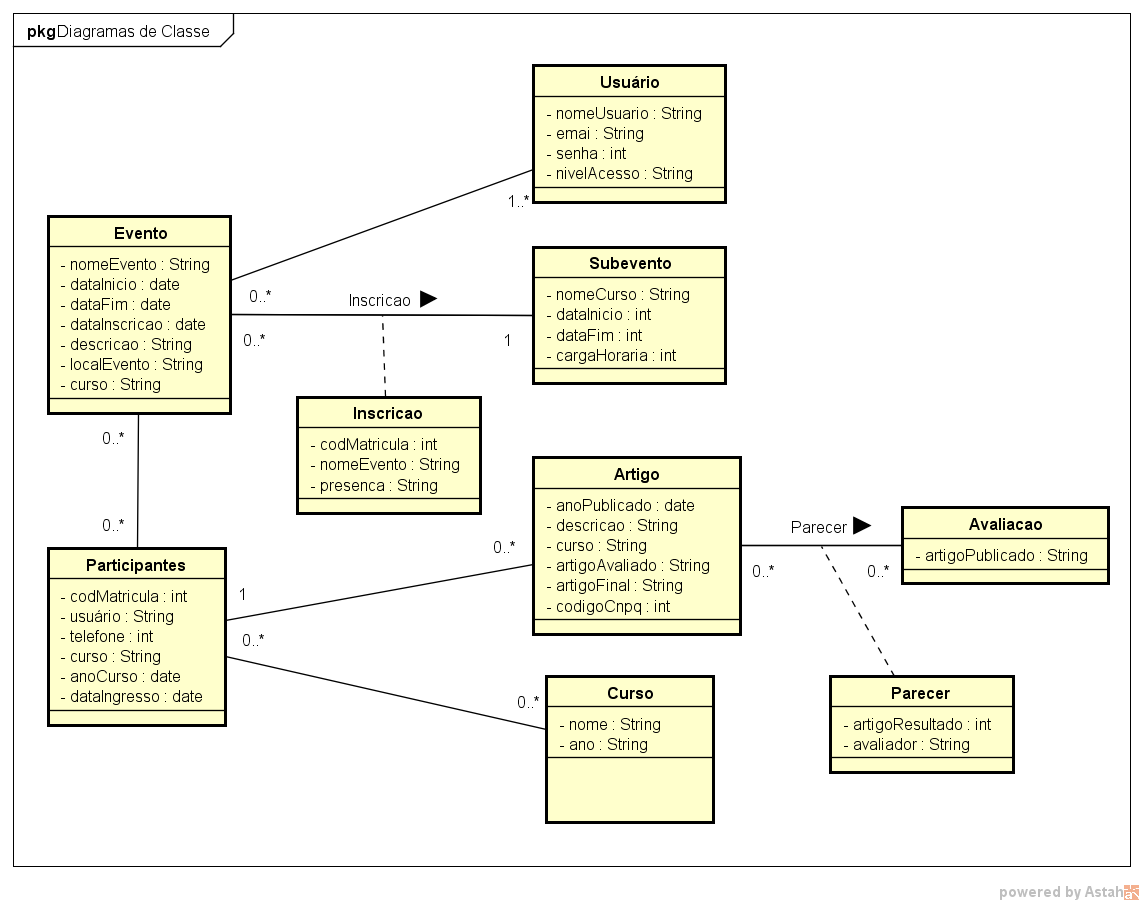 pkg Diagramas de Classe
Usuário
- nomeUsuario : String
- emai : String
- senha : int
- nivelAcesso : String
1..*
Evento
- nomeEvento : String
- dataInicio : date
- dataFim : date
- dataInscricao : date
- descricao : String
- localEvento : String
- curso : String
0..*
Inscricao
0..*
1
Subevento
- nomeCurso : String
- dataInicio : int
- dataFim : int
- cargaHoraria : int
Inscricao
- codMatricula : int
- nomeEvento : String
- presenca : String
0..*
0..*
Participantes
- codMatricula : int
- usuário : String
- telefone : int
- curso : String
- anoCurso : date
- dataIngresso : date
1
0..*
0..*
0..*
Artigo
- anoPublicado : date
- descricao : String
- curso : String
- artigoAvaliado : String
- artigoFinal : String
- codigoCnpq : int
Parecer
0..*
0..*
Avaliacao
- artigoPublicado : String
Curso
- nome : String
- ano : String
Parecer
- artigoResultado : int
- avaliador : String
powered by Astah